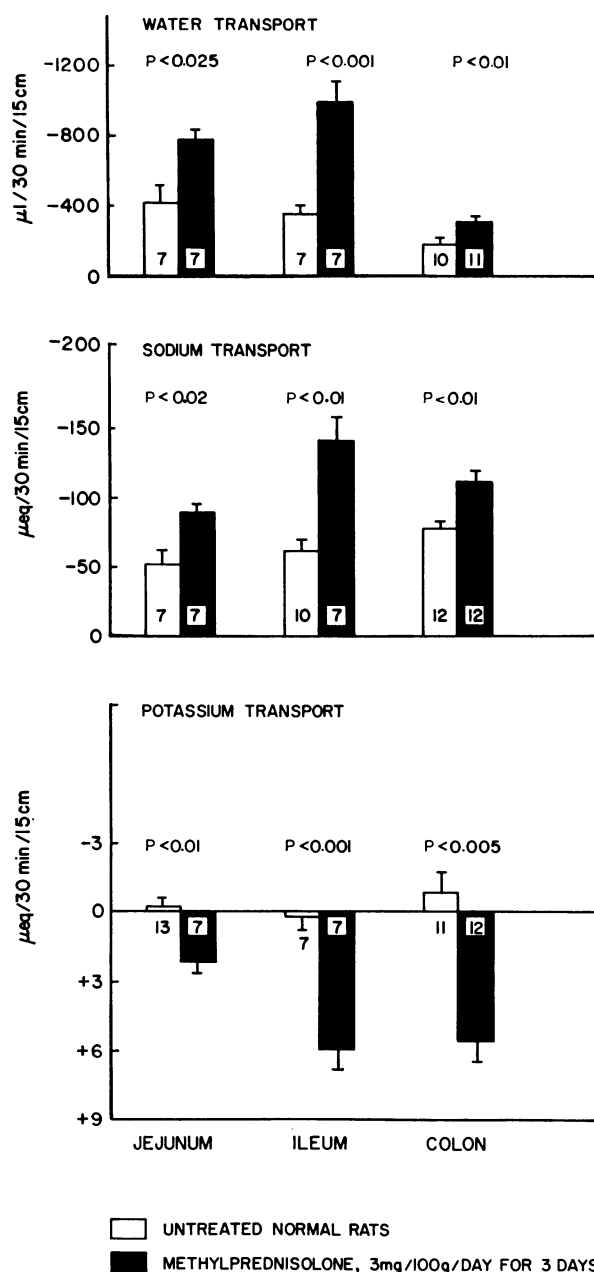 WATER TRANSPORT
P<0.025 P<0.001 P<0.01
-1200
-800
-400
0
μl/30 min/15cm
7 7 7 7 10 11
-200
SODIUM TRANSPORT
P<0.02 P<0.01 P<0.01
-150
-100
-50
0
μeq/30 min/15cm
7 7 10 7 12 12
POTASSIUM TRANSPORT
P<0.01 P<0.001 P<0.005
-3
0
+3
+6
+9
μeq/30 min/15cm
13 7 7 7 11 12
JEJUNUM ILEUM COLON
UNTREATED NORMAL RATS
METHYLPREDNISOLONE, 3mg/100g/DAY FOR 3 DAYS